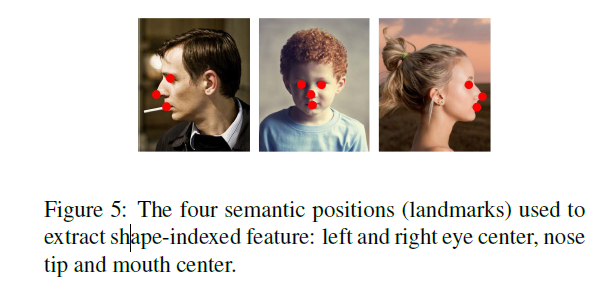 Figure 5: The four semantic positions (landmarks) used to
extract shape-indexed feature: left and right eye center, nose
tip and mouth center.